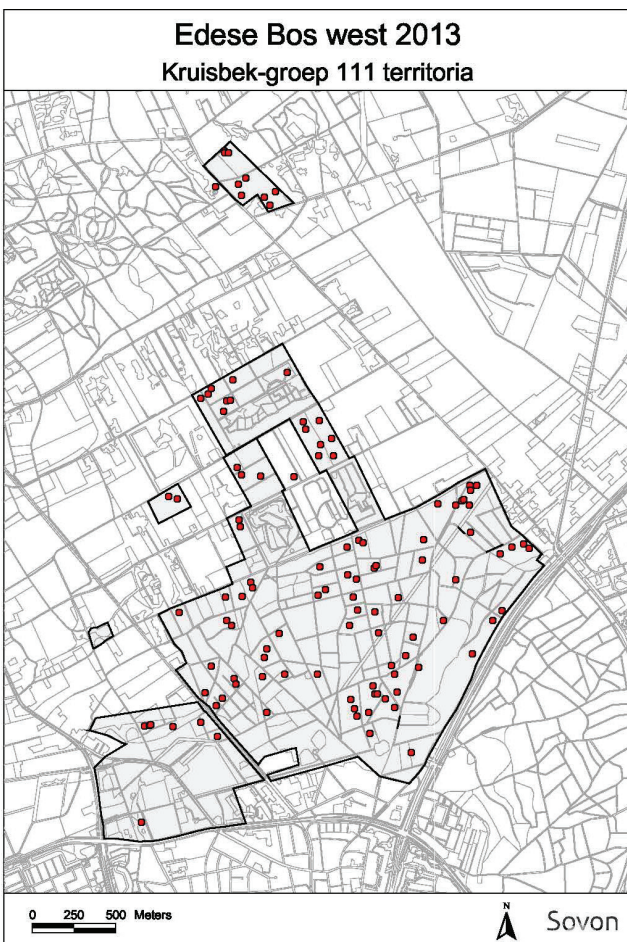 Edese Bos west 2013
Kruisbek-groep 111 territoria
0 250 500 Meters
N
Sovon